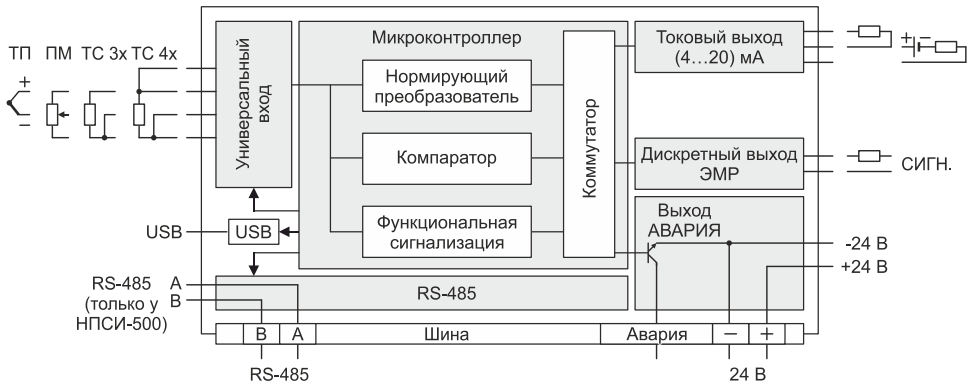 ТП ПМ ТС 3х ТС 4х
+
−
Универсальный
вход
Микроконтроллер
Нормирующий
преобразователь
Компаратор
Функциональная
сигнализация
Коммутатор
Токовый выход
(4...20) мА
+ −
Дискретный выход
ЭМР
СИГН.
Выход
АВАРИЯ
-24 В
+24 В
USB
USB
RS-485 A
(только у B
НПСИ-500)
RS-485
B A Шина Авария − +
RS-485
24 В